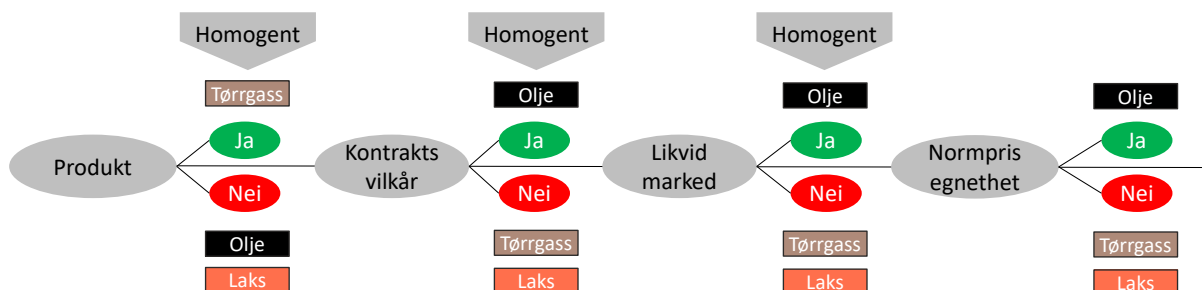 Homogent
Homogent
Homogent
Tørrgass
Olje
Olje
Olje
Ja
Ja
Ja
Ja
Produkt
Kontrakts
vilkår
Likvid
marked
Normpris
egnethet
Nei
Nei
Nei
Nei
Olje
Tørrgass
Tørrgass
Tørrgass
Laks
Laks
Laks
Laks